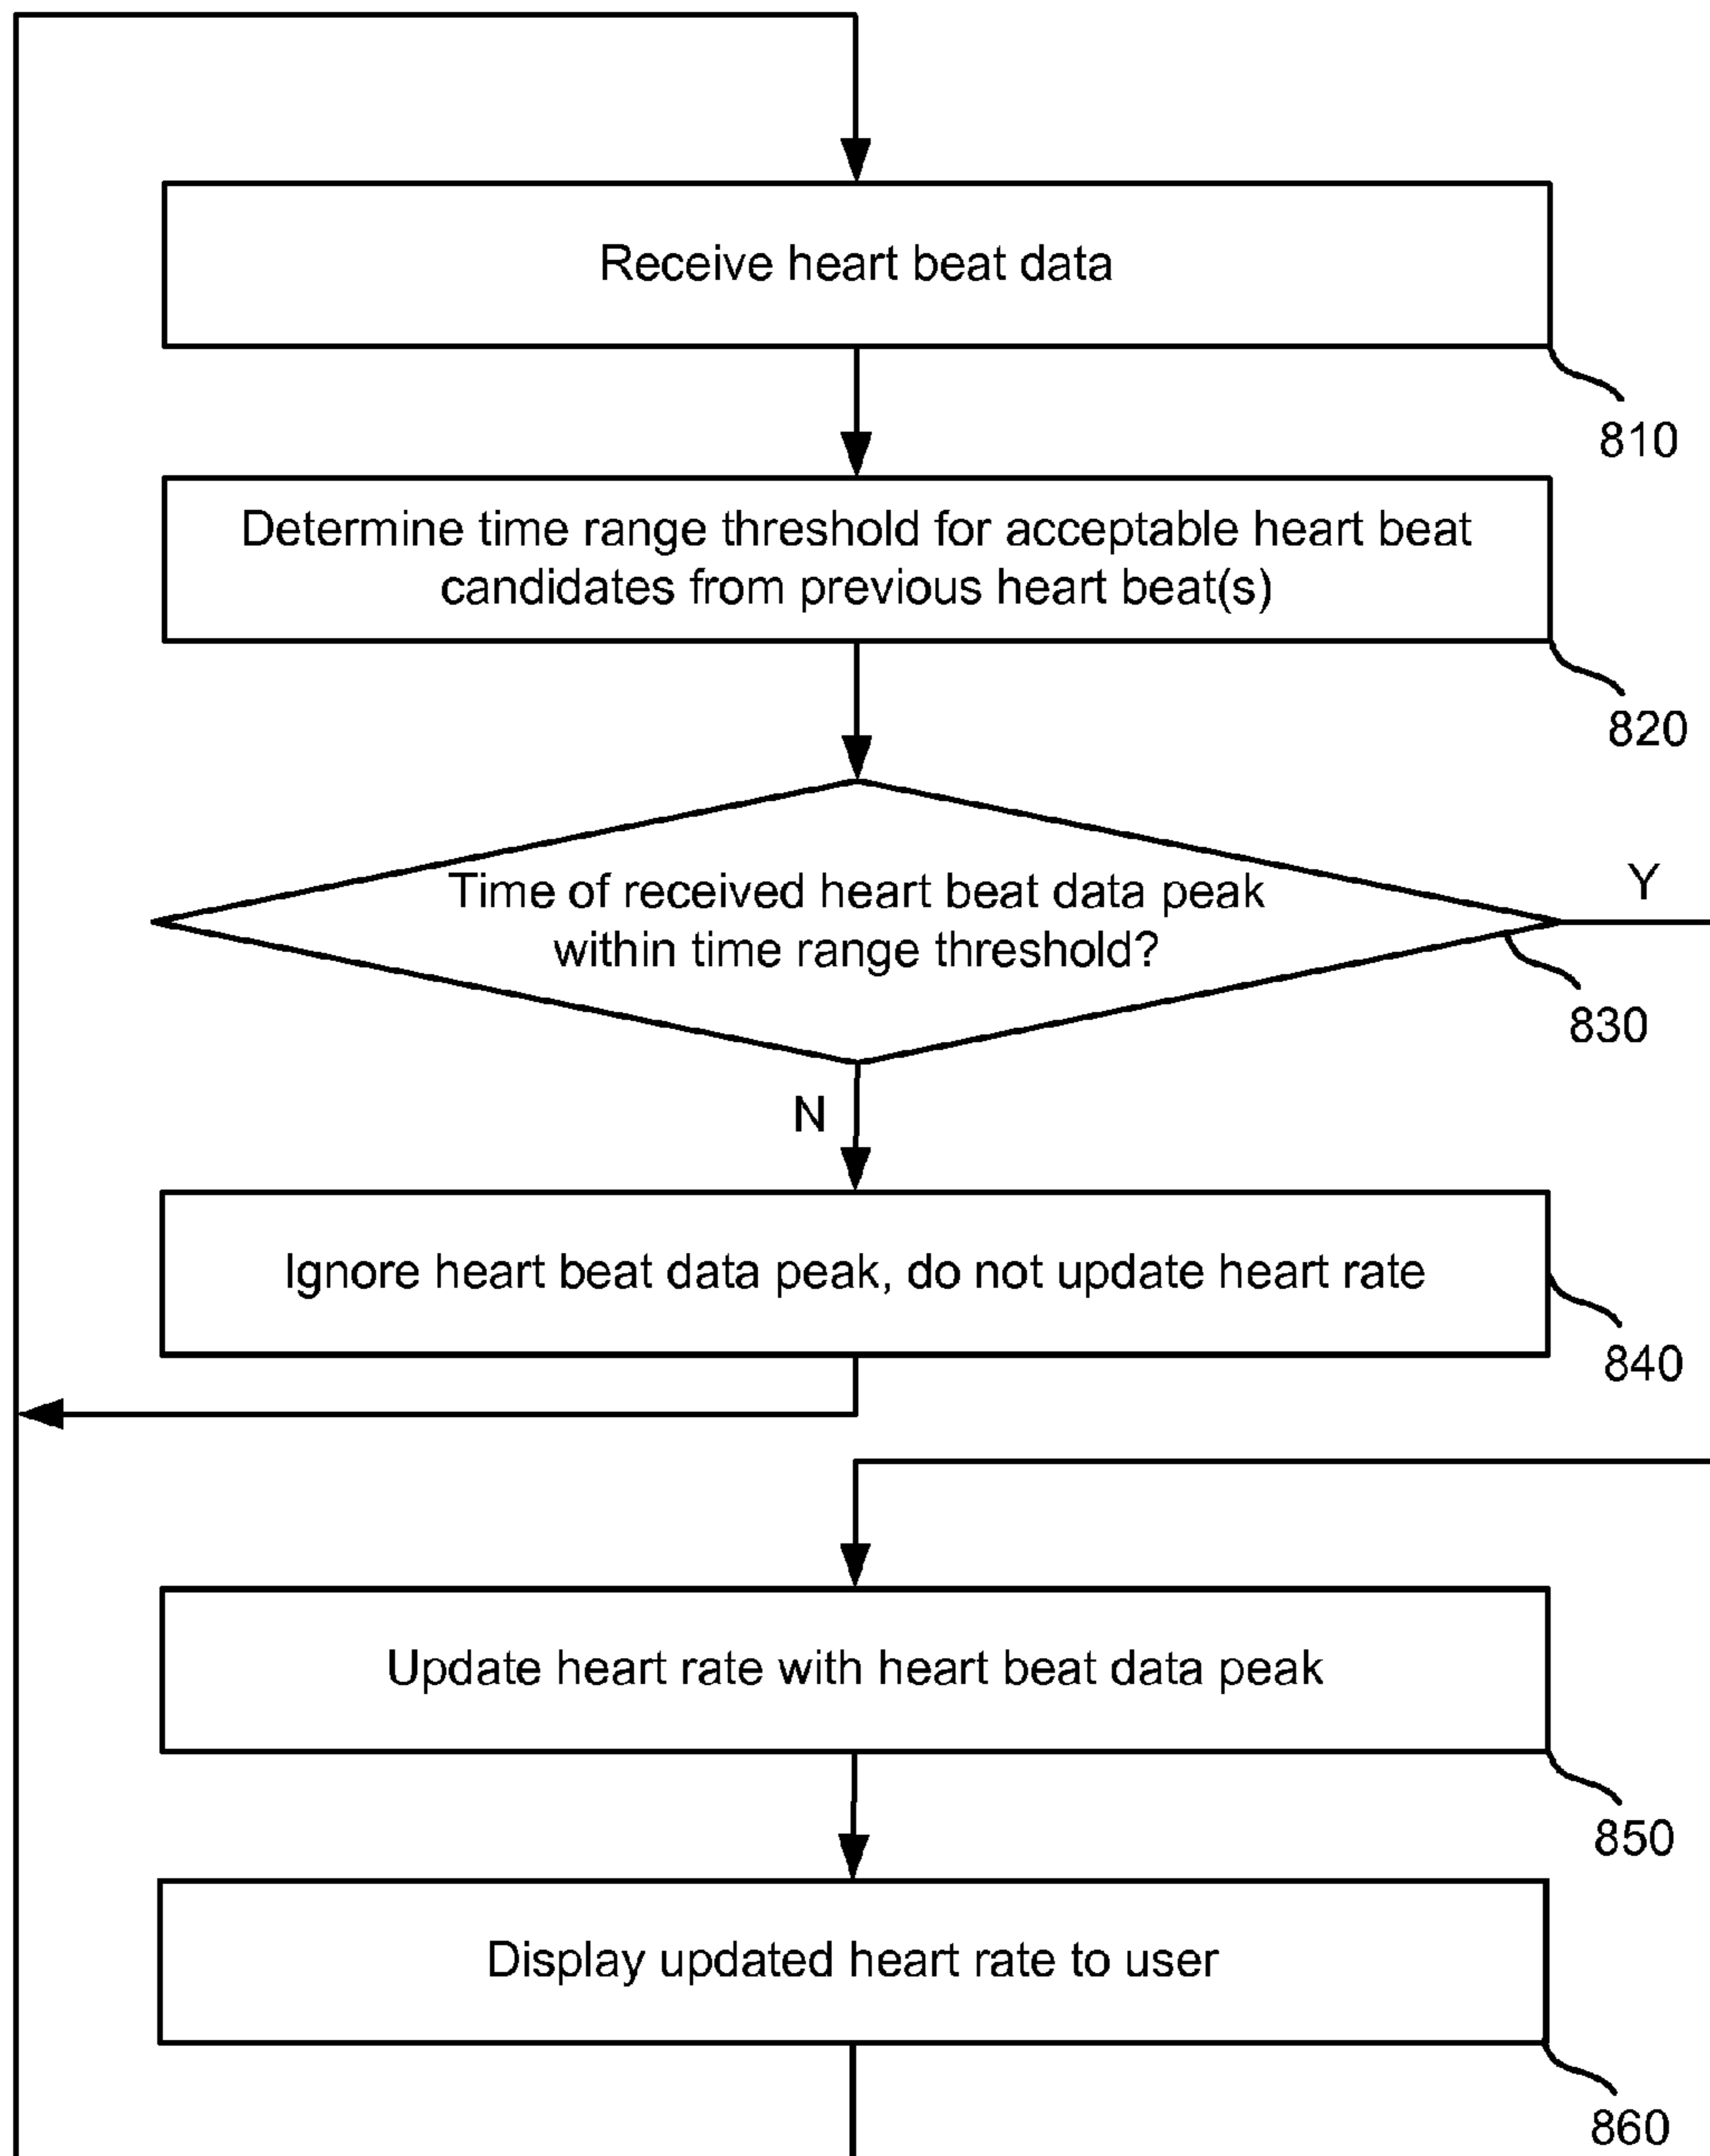 Receive heart beat data
810
Determine time range threshold for acceptable heart beat
candidates from previous heart beat(s)
820
Time of received heart beat data peak
within time range threshold?
Y
830
N
Ignore heart beat data peak, do not update heart rate
840
Update heart rate with heart beat data peak
850
Display updated heart rate to user
860